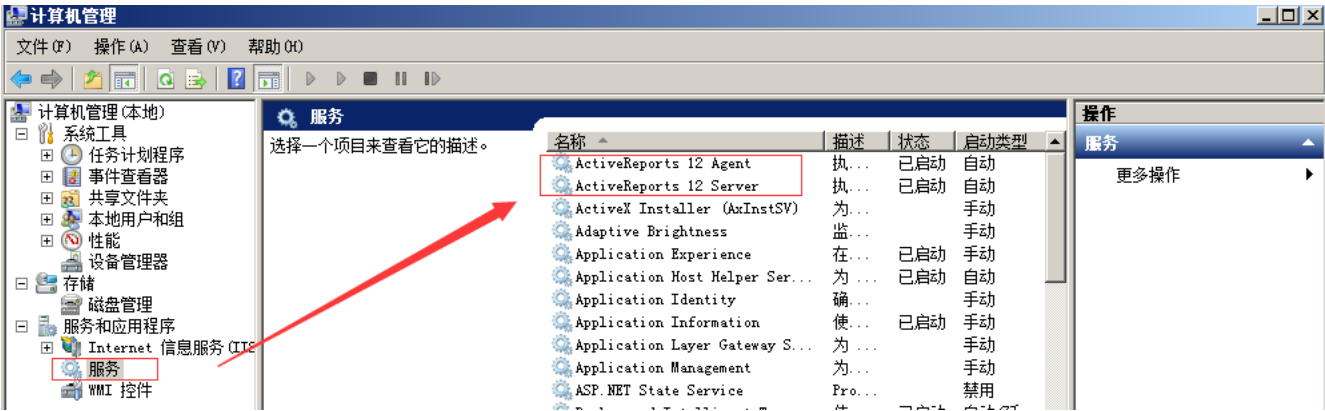 计算机管理
文件(F) 操作(A) 查看(V) 帮助(H)
计算机管理(本地)
系统工具
任务计划程序
事件查看器
共享文件夹
本地用户和组
性能
设备管理器
存储
磁盘管理
服务和应用程序
Internet 信息服务(IIS
服务
WMI 控件
服务
选择一个项目来查看它的描述。
名称 描述 状态 启动类型
ActiveReports 12 Agent 执... 已启动 自动
ActiveReports 12 Server 执... 已启动 自动
ActiveX Installer (AxInstSV) 为... 手动
Adaptive Brightness 监... 手动
Application Experience 在... 已启动 手动
Application Host Helper Ser... 为 ... 已启动 自动
Application Identity 确... 手动
Application Information 使... 已启动 手动
Application Layer Gateway S... 为 ... 手动
Application Management 为... 手动
ASP.NET State Service Pro... 禁用
操作
服务
更多操作